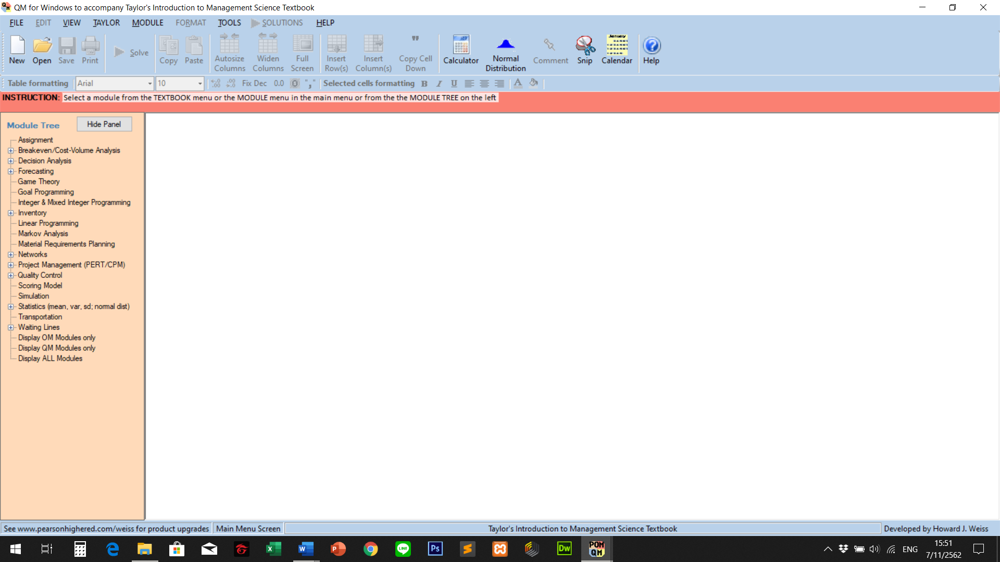 QM for Windows to accompany Taylor's Introduction to Management Science Textbook
FILE EDIT VIEW TAYLOR MODULE FORMAT TOOLS SOLUTIONS HELP
New Open Save Print Solve Copy Paste Autosize Columns Widen Columns Full Screen Insert Row(s) Insert Column(s) Copy Cell Down Calculator Normal Distribution Comment Snip Calendar Help
Table formatting Arial 10 Fix Dec 0.0 0 "," Selected cells formatting B I U A
INSTRUCTION: Select a module from the TEXTBOOK menu or the MODULE menu in the main menu or from the the MODULE TREE on the left
Module Tree Hide Panel
Assignment
Breakeven/Cost-Volume Analysis
Decision Analysis
Forecasting
Game Theory
Goal Programming
Integer & Mixed Integer Programming
Inventory
Linear Programming
Markov Analysis
Material Requirements Planning
Networks
Project Management (PERT/CPM)
Quality Control
Scoring Model
Simulation
Statistics (mean, var, sd; normal dist)
Transportation
Waiting Lines
Display OM Modules only
Display QM Modules only
Display ALL Modules
See www.pearsonhighered.com/weiss for product upgrades Main Menu Screen Taylor's Introduction to Management Science Textbook Developed by Howard J. Weiss
ENG 15:51
7/11/2562